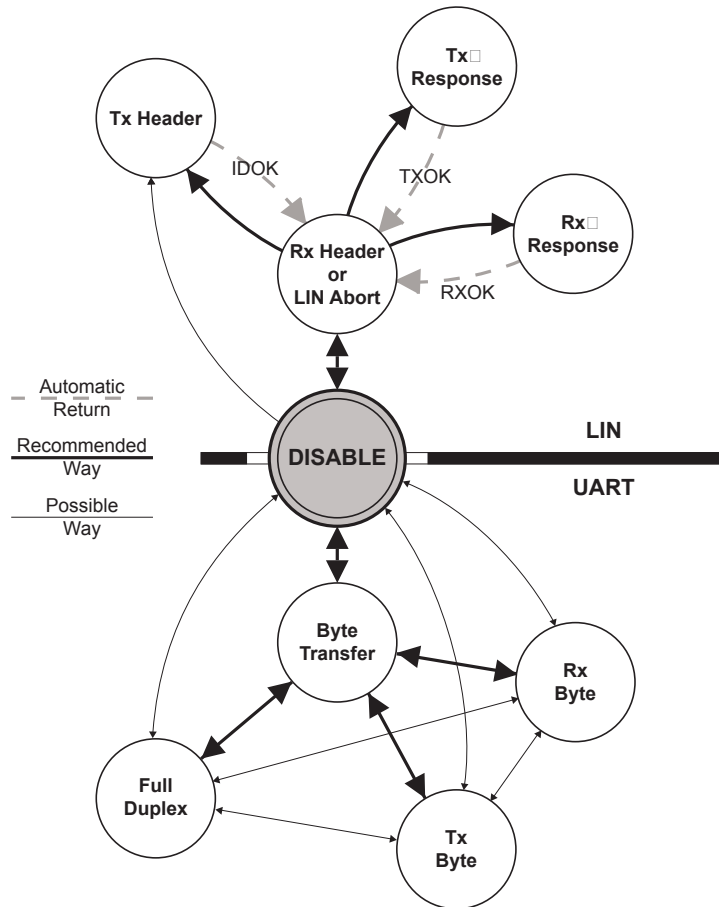 Tx
Response
Tx Header
IDOK
TXOK
Rx
Response
Rx Header
or
LIN Abort
RXOK
Automatic
Return
Recommended
Way
Possible
Way
DISABLE
LIN
UART
Byte
Transfer
Rx
Byte
Full
Duplex
Tx
Byte